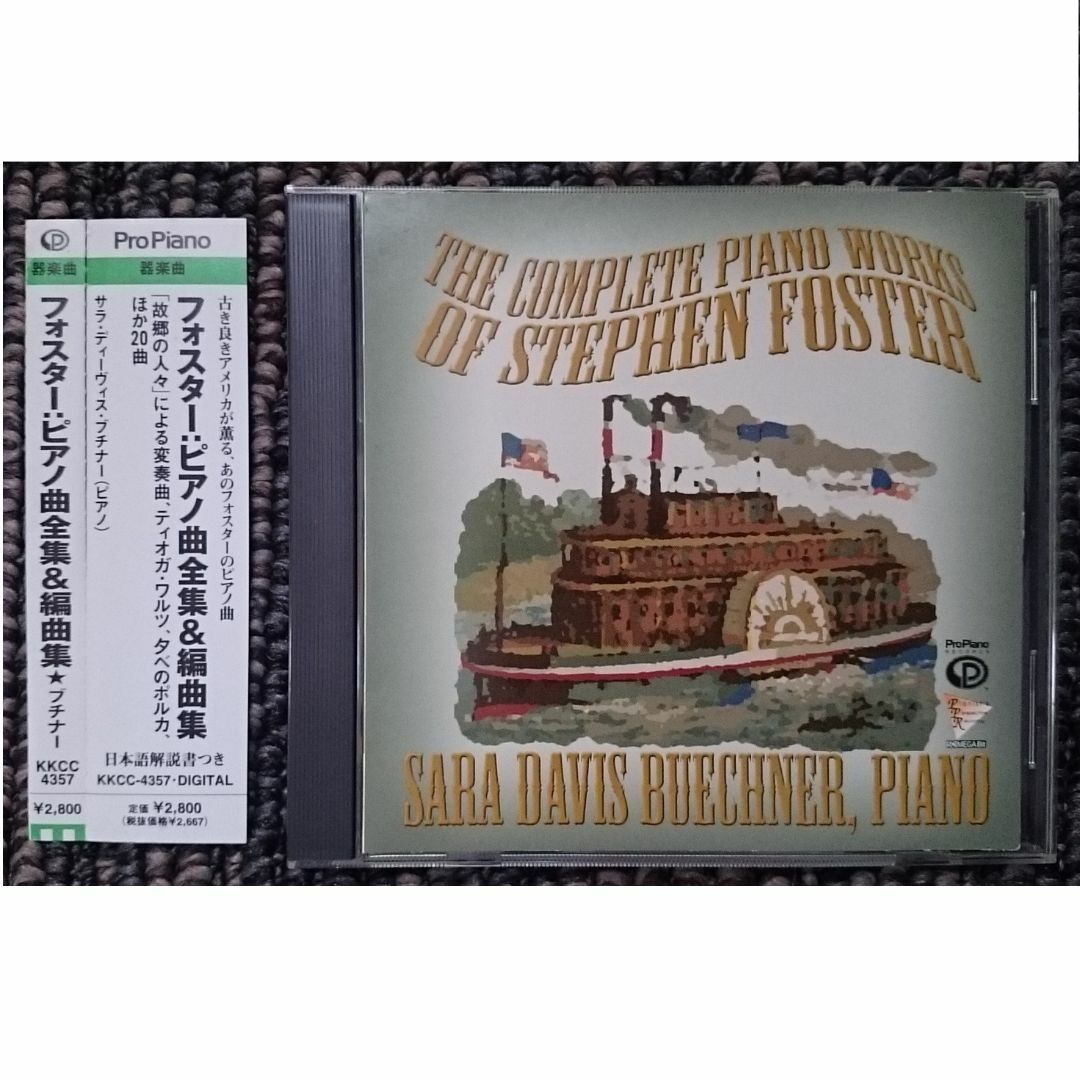 器楽曲
フォスター:ピアノ曲全集&編曲集★ブチナー
KKCC
4357
¥2,800
ProPiano
器楽曲
古き良きアメリカが薫る、あのフォスターのピアノ曲
フォスター:ピアノ曲全集&編曲集
「故郷の人々」による変奏曲、ティオガ・ワルツ、夕べのポルカ、
ほか20曲
サラ・ディーヴィス・ブチナー(ピアノ)
日本語解説書つき
KKCC-4357・DIGITAL
定価 ¥2,800
(税抜価格¥2,667)
THE COMPLETE PIANO WORKS
OF STEPHEN FOSTER
ProPiano
RECORDS
SARA DAVIS BUECHNER, PIANO